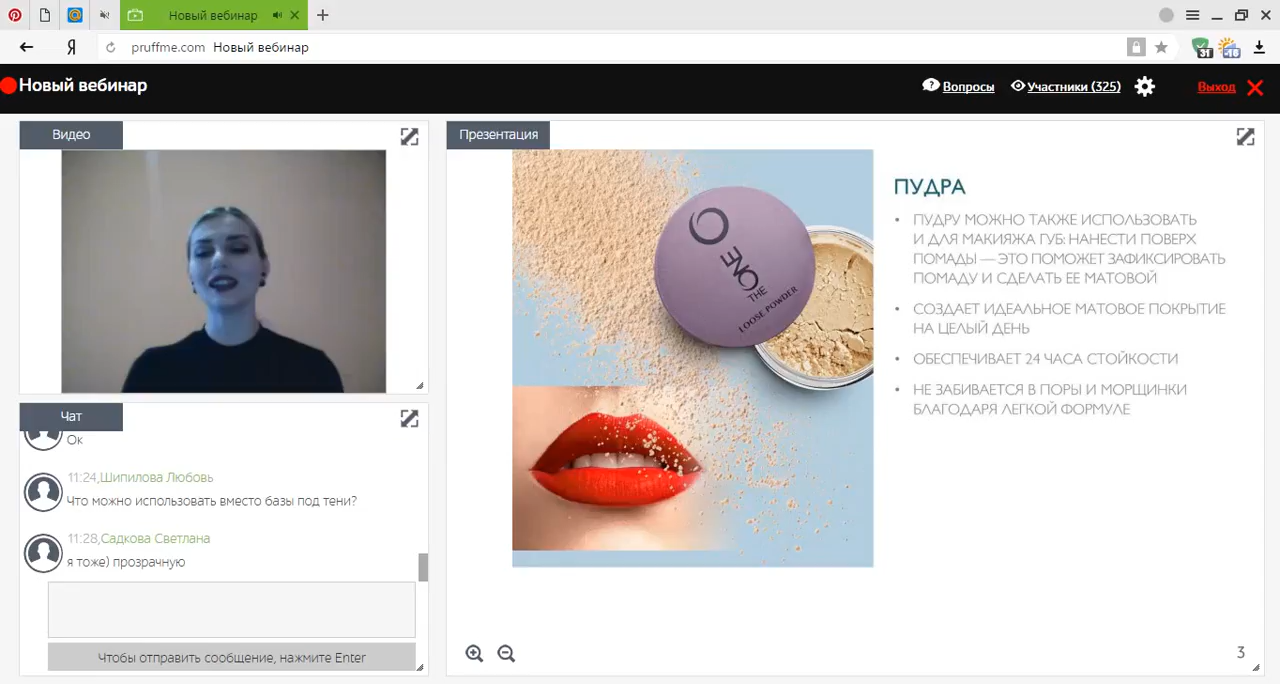 Новый вебинар
pruffme.com Новый вебинар
31
+16
Новый вебинар
Вопросы
Участники (325)
Выход
Видео
Презентация
THE ONE
LOOSE POWDER
ПУДРА
• ПУДРУ МОЖНО ТАКЖЕ ИСПОЛЬЗОВАТЬ
И ДЛЯ МАКИЯЖА ГУБ: НАНЕСТИ ПОВЕРХ
ПОМАДЫ — ЭТО ПОМОЖЕТ ЗАФИКСИРОВАТЬ
ПОМАДУ И СДЕЛАТЬ ЕЕ МАТОВОЙ
• СОЗДАЕТ ИДЕАЛЬНОЕ МАТОВОЕ ПОКРЫТИЕ
НА ЦЕЛЫЙ ДЕНЬ
• ОБЕСПЕЧИВАЕТ 24 ЧАСА СТОЙКОСТИ
• НЕ ЗАБИВАЕТСЯ В ПОРЫ И МОРЩИНКИ
БЛАГОДАРЯ ЛЕГКОЙ ФОРМУЛЕ
3
Чат
Ок
11:24,Шипилова Любовь
Что можно использовать вместо базы под тени?
11:28,Садкова Светлана
я тоже) прозрачную
Чтобы отправить сообщение, нажмите Enter